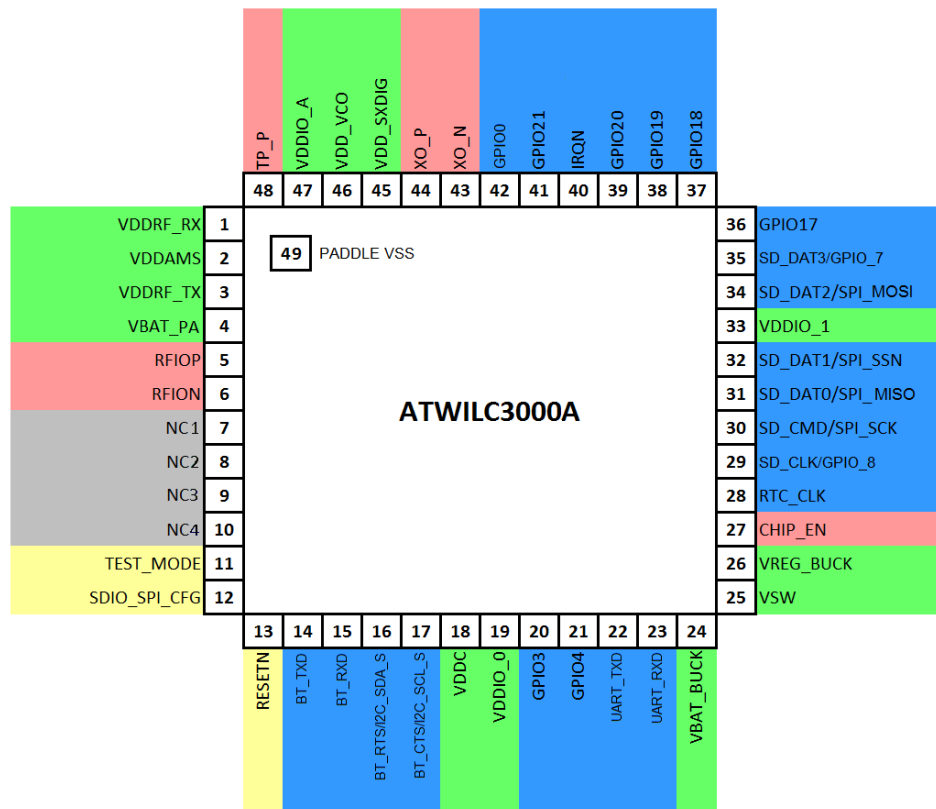 TP_P
VDDIO_A
VDD_VCO
VDD_SXDIG
XO_P
XO_N
GPIO0
GPIO21
IRQN
GPIO20
GPIO19
GPIO18
48 47 46 45 44 43 42 41 40 39 38 37
VDDRF_RX 1
VDDAMS 2
VDDRF_TX 3
VBAT_PA 4
RFIOP 5
RFION 6
NC1 7
NC2 8
NC3 9
NC4 10
TEST_MODE 11
SDIO_SPI_CFG 12
49 PADDLE VSS
ATWILC3000A
36 GPIO17
35 SD_DAT3/GPIO_7
34 SD_DAT2/SPI_MOSI
33 VDDIO_1
32 SD_DAT1/SPI_SSN
31 SD_DAT0/SPI_MISO
30 SD_CMD/SPI_SCK
29 SD_CLK/GPIO_8
28 RTC_CLK
27 CHIP_EN
26 VREG_BUCK
25 VSW
13 14 15 16 17 18 19 20 21 22 23 24
RESETN
BT_TXD
BT_RXD
BT_RTS/I2C_SDA_S
BT_CTS/I2C_SCL_S
VDDC
VDDIO_0
GPIO3
GPIO4
UART_TXD
UART_RXD
VBAT_BUCK